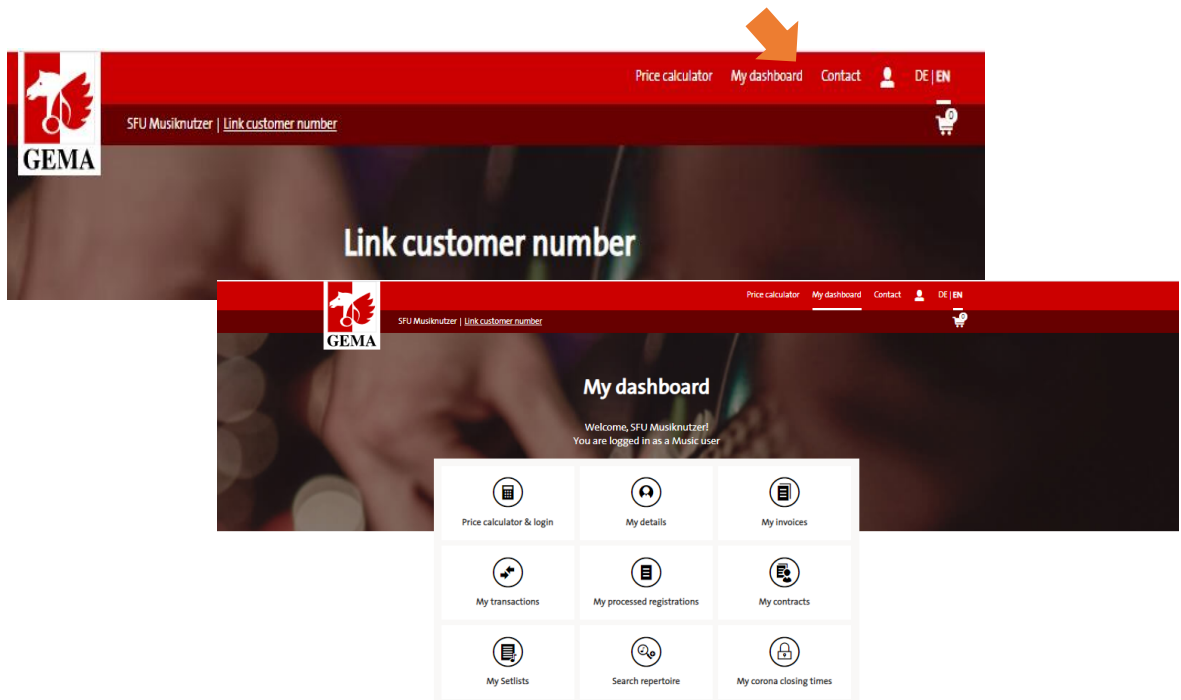 Price calculator My dashboard Contact DE | EN
SFU Musiknutzer | Link customer number
0
GEMA
Link customer number
Price calculator My dashboard Contact DE | EN
SFU Musiknutzer | Link customer number
0
GEMA
My dashboard
Welcome, SFU Musiknutzer!
You are logged in as a Music user
Price calculator & login My details My invoices
My transactions My processed registrations My contracts
My Setlists Search repertoire My corona closing times